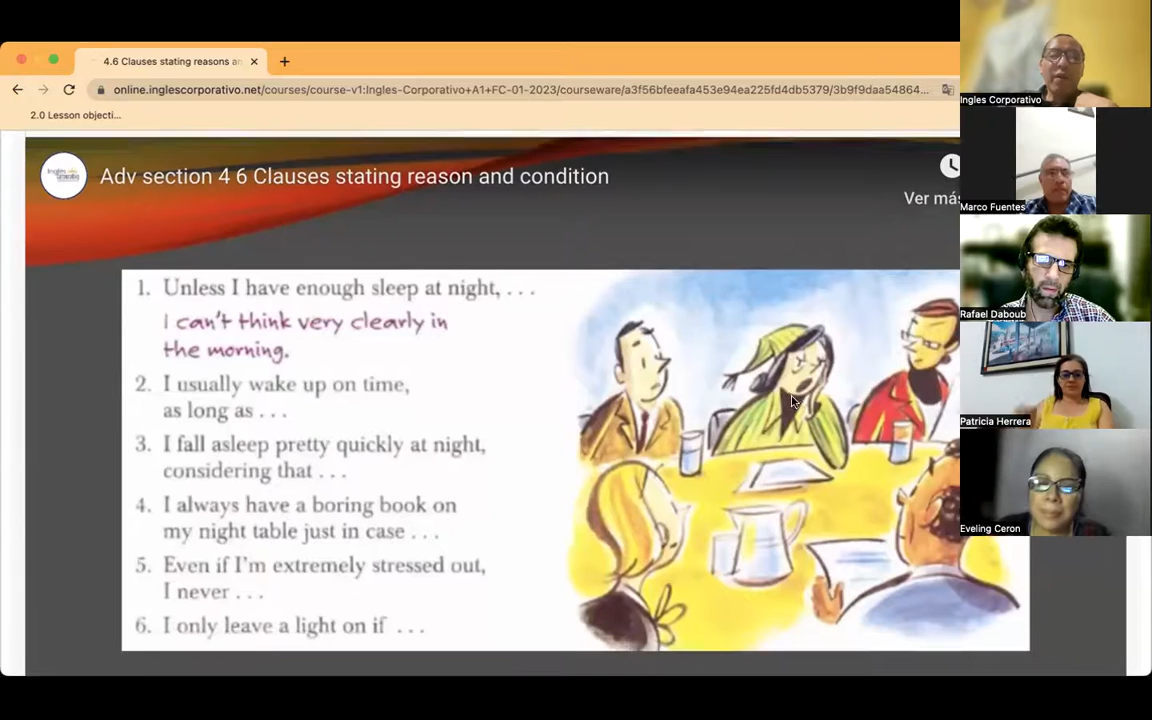 4.6 Clauses stating reasons an
online.inglescorporativo.net/courses/course-v1:Ingles-Corporativo+A1+FC-01-2023/courseware/a3f56bfeeafa453e94ea225fd4db5379/3b9f9daa54864...
2.0 Lesson objecti...
Adv section 4 6 Clauses stating reason and condition
Ver más
1. Unless I have enough sleep at night, . . .
I can't think very clearly in
the morning.
2. I usually wake up on time,
as long as . . .
3. I fall asleep pretty quickly at night,
considering that . . .
4. I always have a boring book on
my night table just in case . . .
5. Even if I'm extremely stressed out,
I never . . .
6. I only leave a light on if . . .
Ingles Corporativo
Marco Fuentes
Rafael Daboub
Patricia Herrera
Eveling Ceron